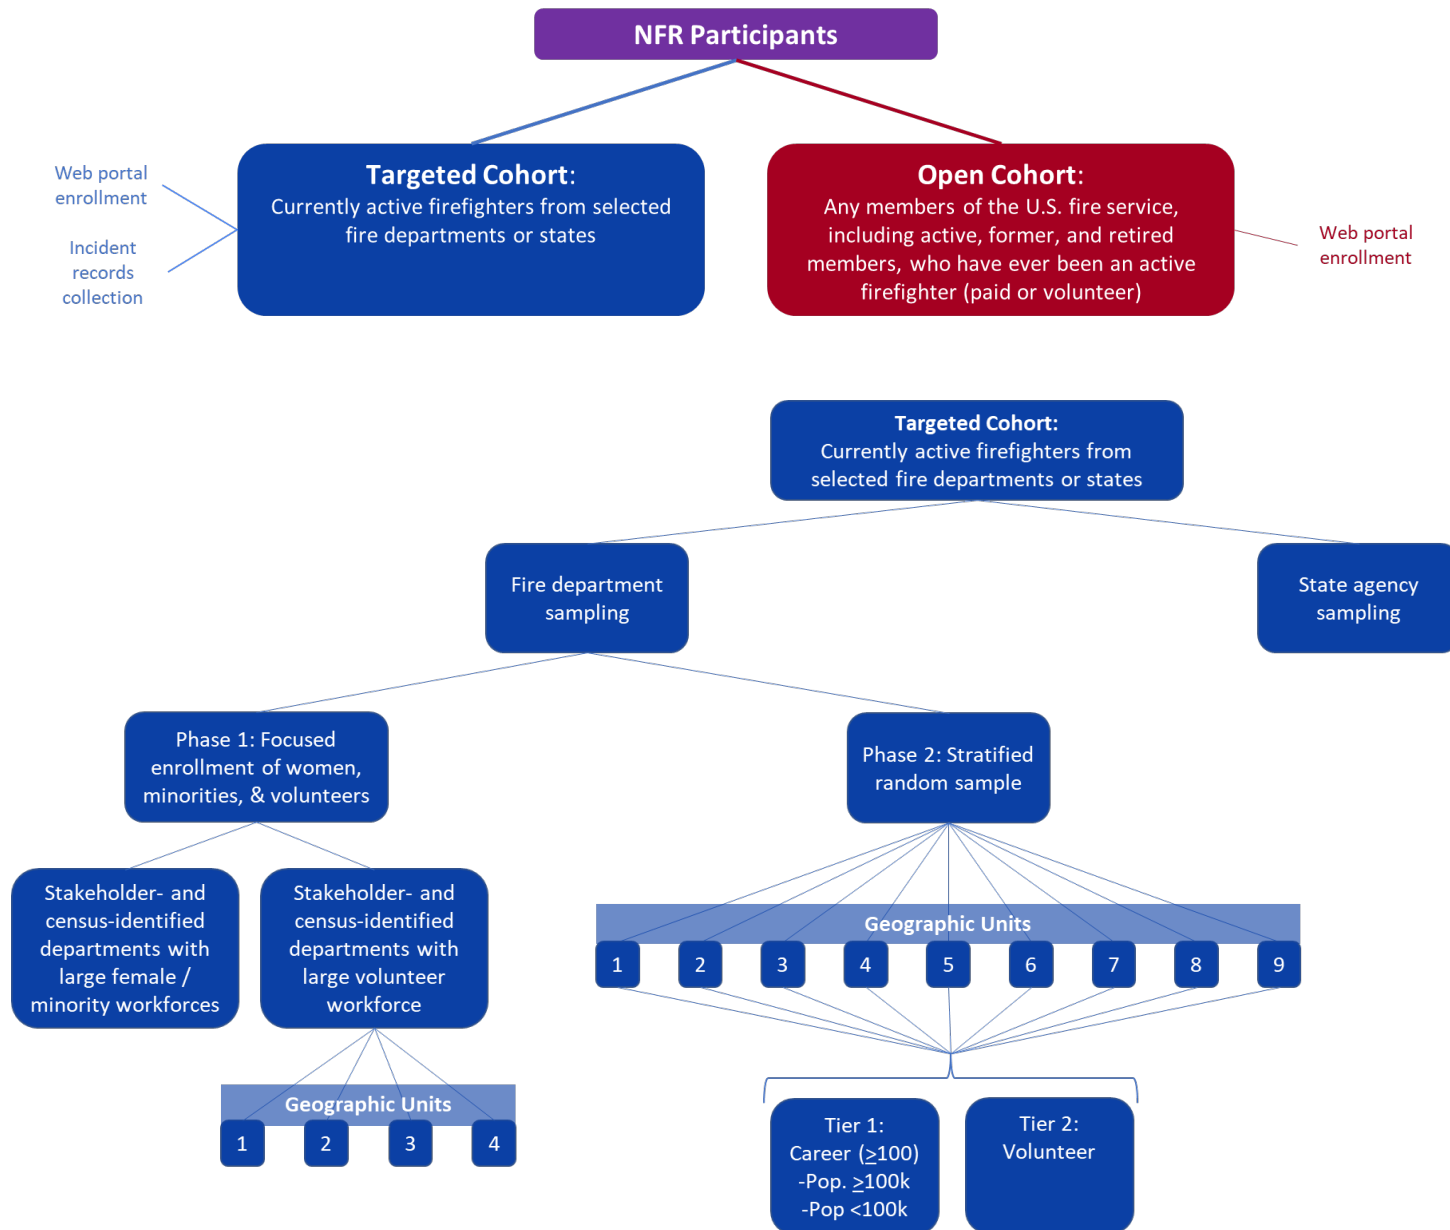 NFR Participants
Web portal
enrollment
Incident
records
collection
Targeted Cohort:
Currently active firefighters from selected
fire departments or states
Open Cohort:
Any members of the U.S. fire service,
including active, former, and retired
members, who have ever been an active
firefighter (paid or volunteer)
Web portal
enrollment
Targeted Cohort:
Currently active firefighters from
selected fire departments or states
Fire department
sampling
State agency
sampling
Phase 1: Focused
enrollment of women,
minorities, & volunteers
Phase 2: Stratified
random sample
Stakeholder- and
census-identified
departments with
large female /
minority workforces
Stakeholder- and
census-identified
departments with
large volunteer
workforce
Geographic Units
1 2 3 4 5 6 7 8 9
Geographic Units
1 2 3 4
Tier 1:
Career (≥100)
-Pop. ≥100k
-Pop <100k
Tier 2:
Volunteer